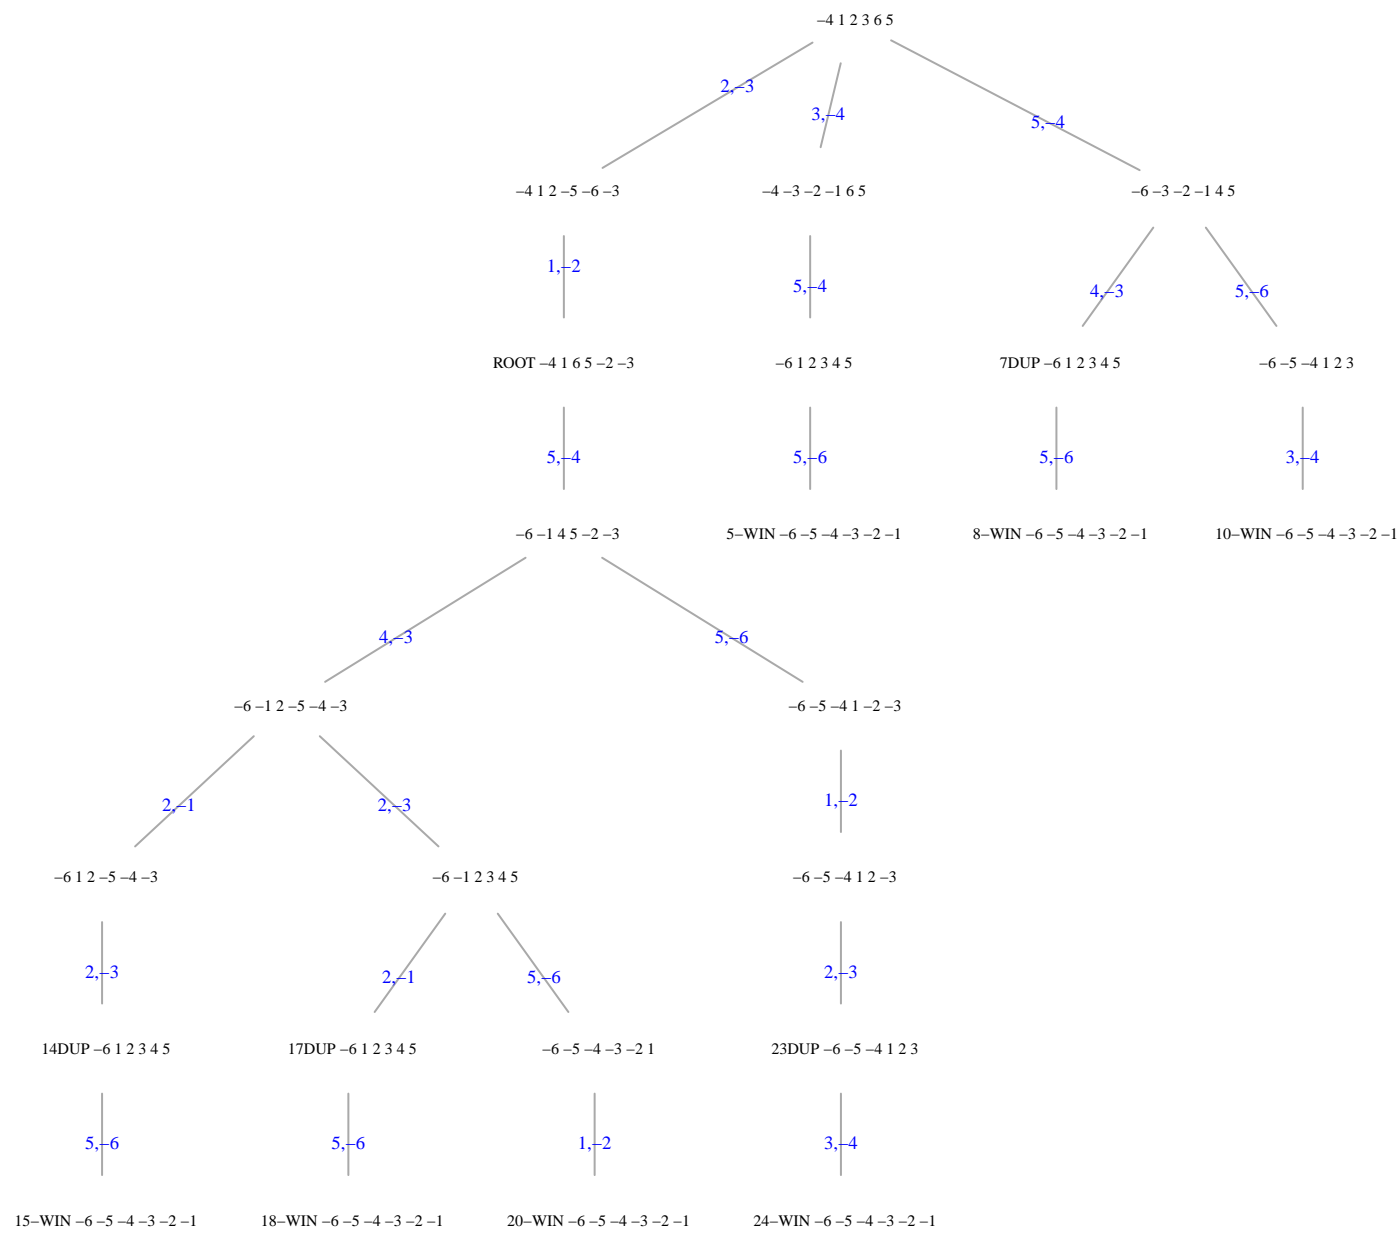 −4 1 2 3 6 5
2,−3
3,−4
5,−4
−4 1 2 −5 −6 −3
−4 −3 −2 −1 6 5
−6 −3 −2 −1 4 5
1,−2
5,−4
4,−3
5,−6
ROOT −4 1 6 5 −2 −3
−6 1 2 3 4 5
7DUP −6 1 2 3 4 5
−6 −5 −4 1 2 3
5,−4
5,−6
5,−6
3,−4
−6 −1 4 5 −2 −3
5−WIN −6 −5 −4 −3 −2 −1
8−WIN −6 −5 −4 −3 −2 −1
10−WIN −6 −5 −4 −3 −2 −1
4,−3
5,−6
−6 −1 2 −5 −4 −3
−6 −5 −4 1 −2 −3
2,−1
2,−3
1,−2
−6 1 2 −5 −4 −3
−6 −1 2 3 4 5
−6 −5 −4 1 2 −3
2,−3
2,−1
5,−6
2,−3
14DUP −6 1 2 3 4 5
17DUP −6 1 2 3 4 5
−6 −5 −4 −3 −2 1
23DUP −6 −5 −4 1 2 3
5,−6
5,−6
1,−2
3,−4
15−WIN −6 −5 −4 −3 −2 −1
18−WIN −6 −5 −4 −3 −2 −1
20−WIN −6 −5 −4 −3 −2 −1
24−WIN −6 −5 −4 −3 −2 −1